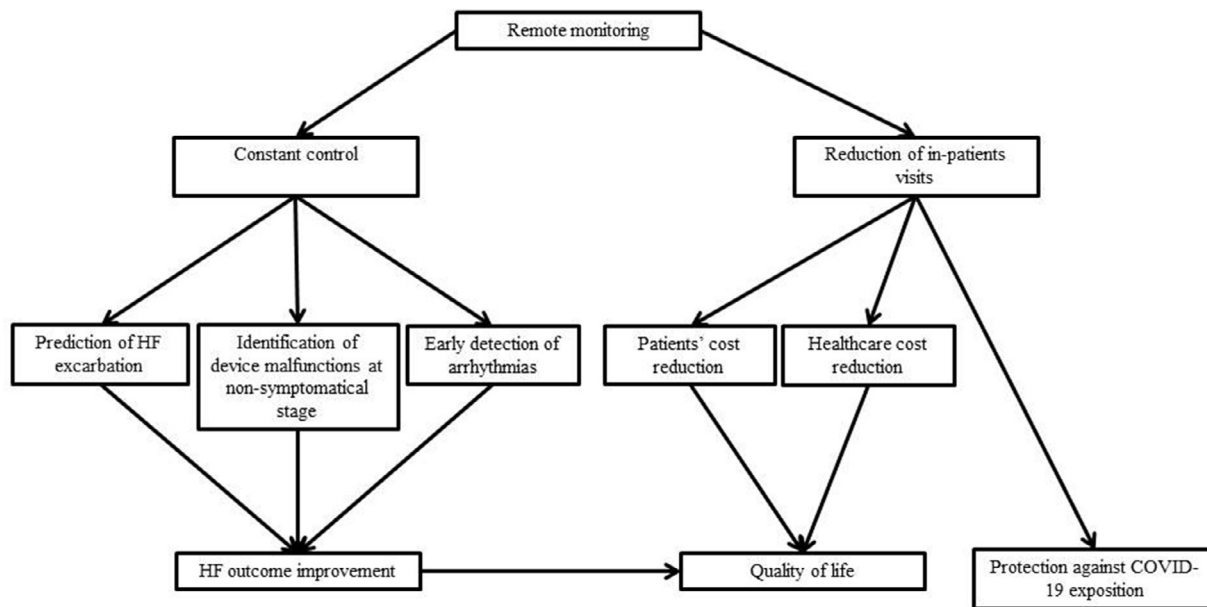 Remote monitoring
Constant control
Reduction of in-patients
visits
Prediction of HF
excarbation
Identification of
device malfunctions at
non-symptomatical
stage
Early detection of
arrhythmias
Patients’ cost
reduction
Healthcare cost
reduction
HF outcome improvement
Quality of life
Protection against COVID-
19 exposition